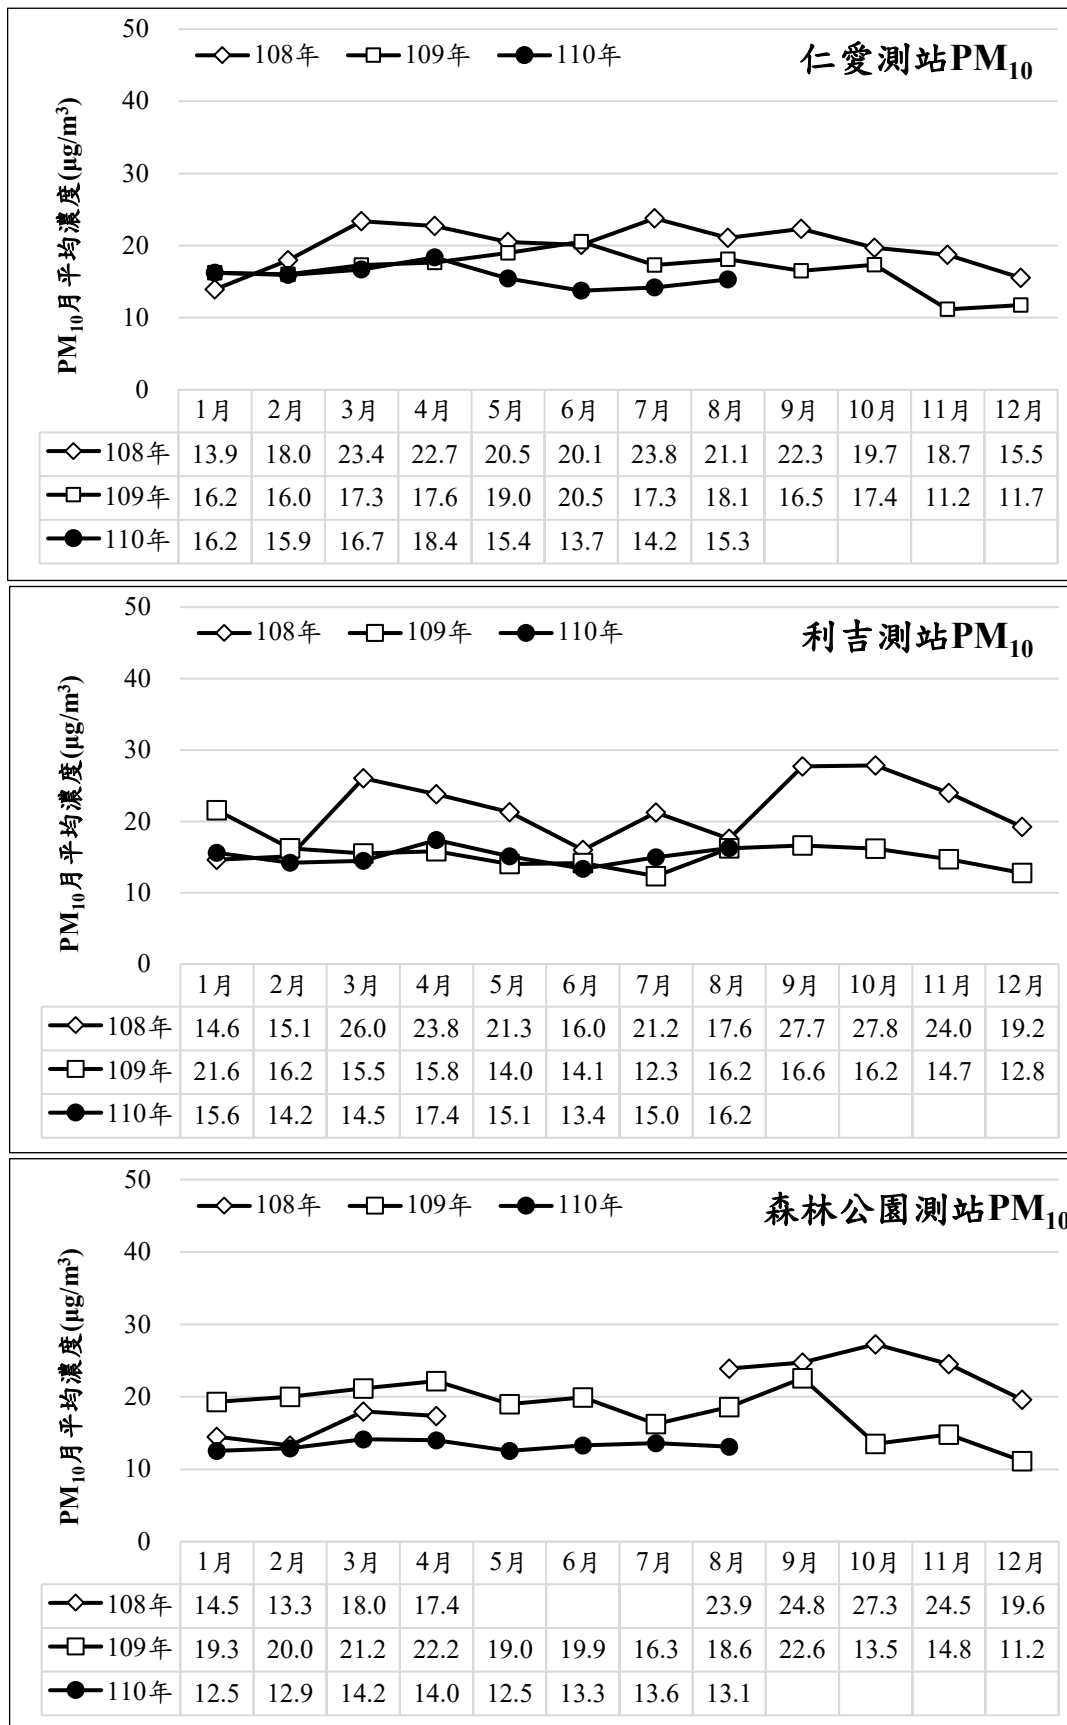 50
108年 109年 110年 仁愛測站PM₁₀
40
30
20
10
0
PM₁₀月平均濃度(µg/m³)
1月 2月 3月 4月 5月 6月 7月 8月 9月 10月 11月 12月
108年 13.9 18.0 23.4 22.7 20.5 20.1 23.8 21.1 22.3 19.7 18.7 15.5
109年 16.2 16.0 17.3 17.6 19.0 20.5 17.3 18.1 16.5 17.4 11.2 11.7
110年 16.2 15.9 16.7 18.4 15.4 13.7 14.2 15.3
50
108年 109年 110年 利吉測站PM₁₀
40
30
20
10
0
PM₁₀月平均濃度(µg/m³)
1月 2月 3月 4月 5月 6月 7月 8月 9月 10月 11月 12月
108年 14.6 15.1 26.0 23.8 21.3 16.0 21.2 17.6 27.7 27.8 24.0 19.2
109年 21.6 16.2 15.5 15.8 14.0 14.1 12.3 16.2 16.6 16.2 14.7 12.8
110年 15.6 14.2 14.5 17.4 15.1 13.4 15.0 16.2
50
108年 109年 110年 森林公園測站PM₁₀
40
30
20
10
0
PM₁₀月平均濃度(µg/m³)
1月 2月 3月 4月 5月 6月 7月 8月 9月 10月 11月 12月
108年 14.5 13.3 18.0 17.4 23.9 24.8 27.3 24.5 19.6
109年 19.3 20.0 21.2 22.2 19.0 19.9 16.3 18.6 22.6 13.5 14.8 11.2
110年 12.5 12.9 14.2 14.0 12.5 13.3 13.6 13.1